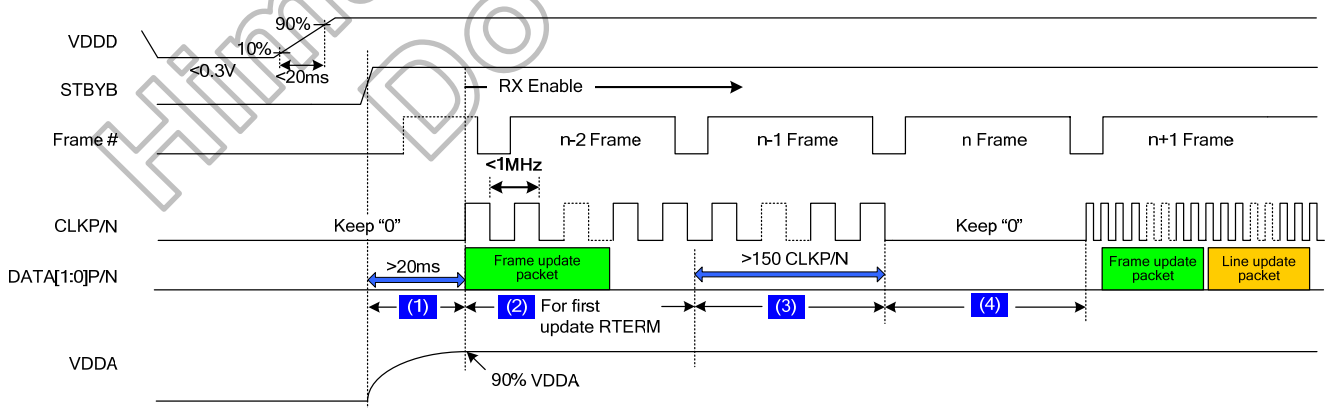 Hima
Do
VDDD
90%
10%
<0.3V
<20ms
STBYB
RX Enable
Frame #
n-2 Frame
n-1 Frame
n Frame
n+1 Frame
<1MHz
CLKP/N
Keep “0”
Keep “0”
DATA[1:0]P/N
>20ms
Frame update
packet
>150 CLKP/N
Frame update
packet
Line update
packet
(1)
(2)
For first
update RTERM
(3)
(4)
VDDA
90% VDDA